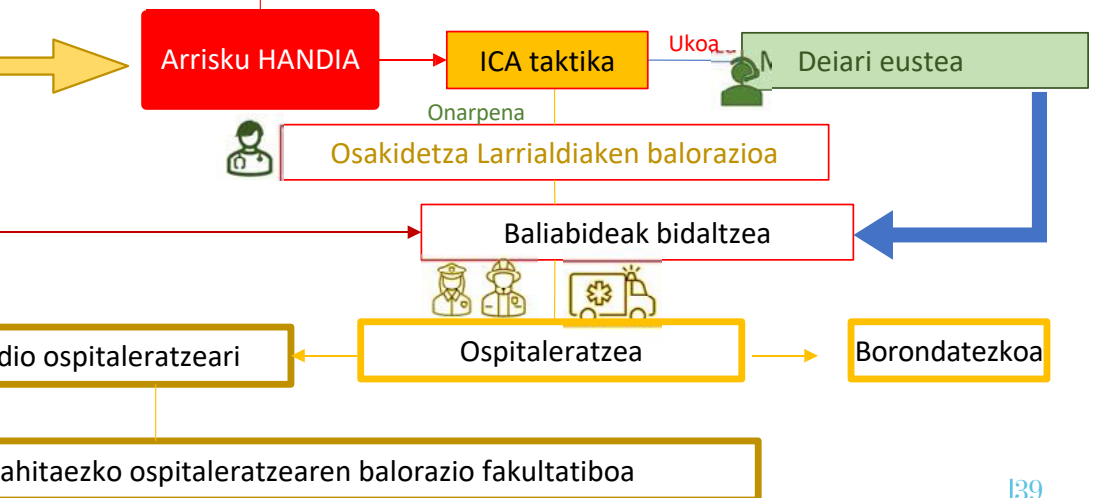 Arrisku HANDIA
ICA taktika
Ukoa
Deiari eustea
Onarpena
Osakidetza Larrialdiaken balorazioa
Baliabideak bidaltzea
dio ospitaleratzeari
Ospitaleratzea
Borondatezkoa
ahitaezko ospitaleratzearen balorazio fakultatiboa
139